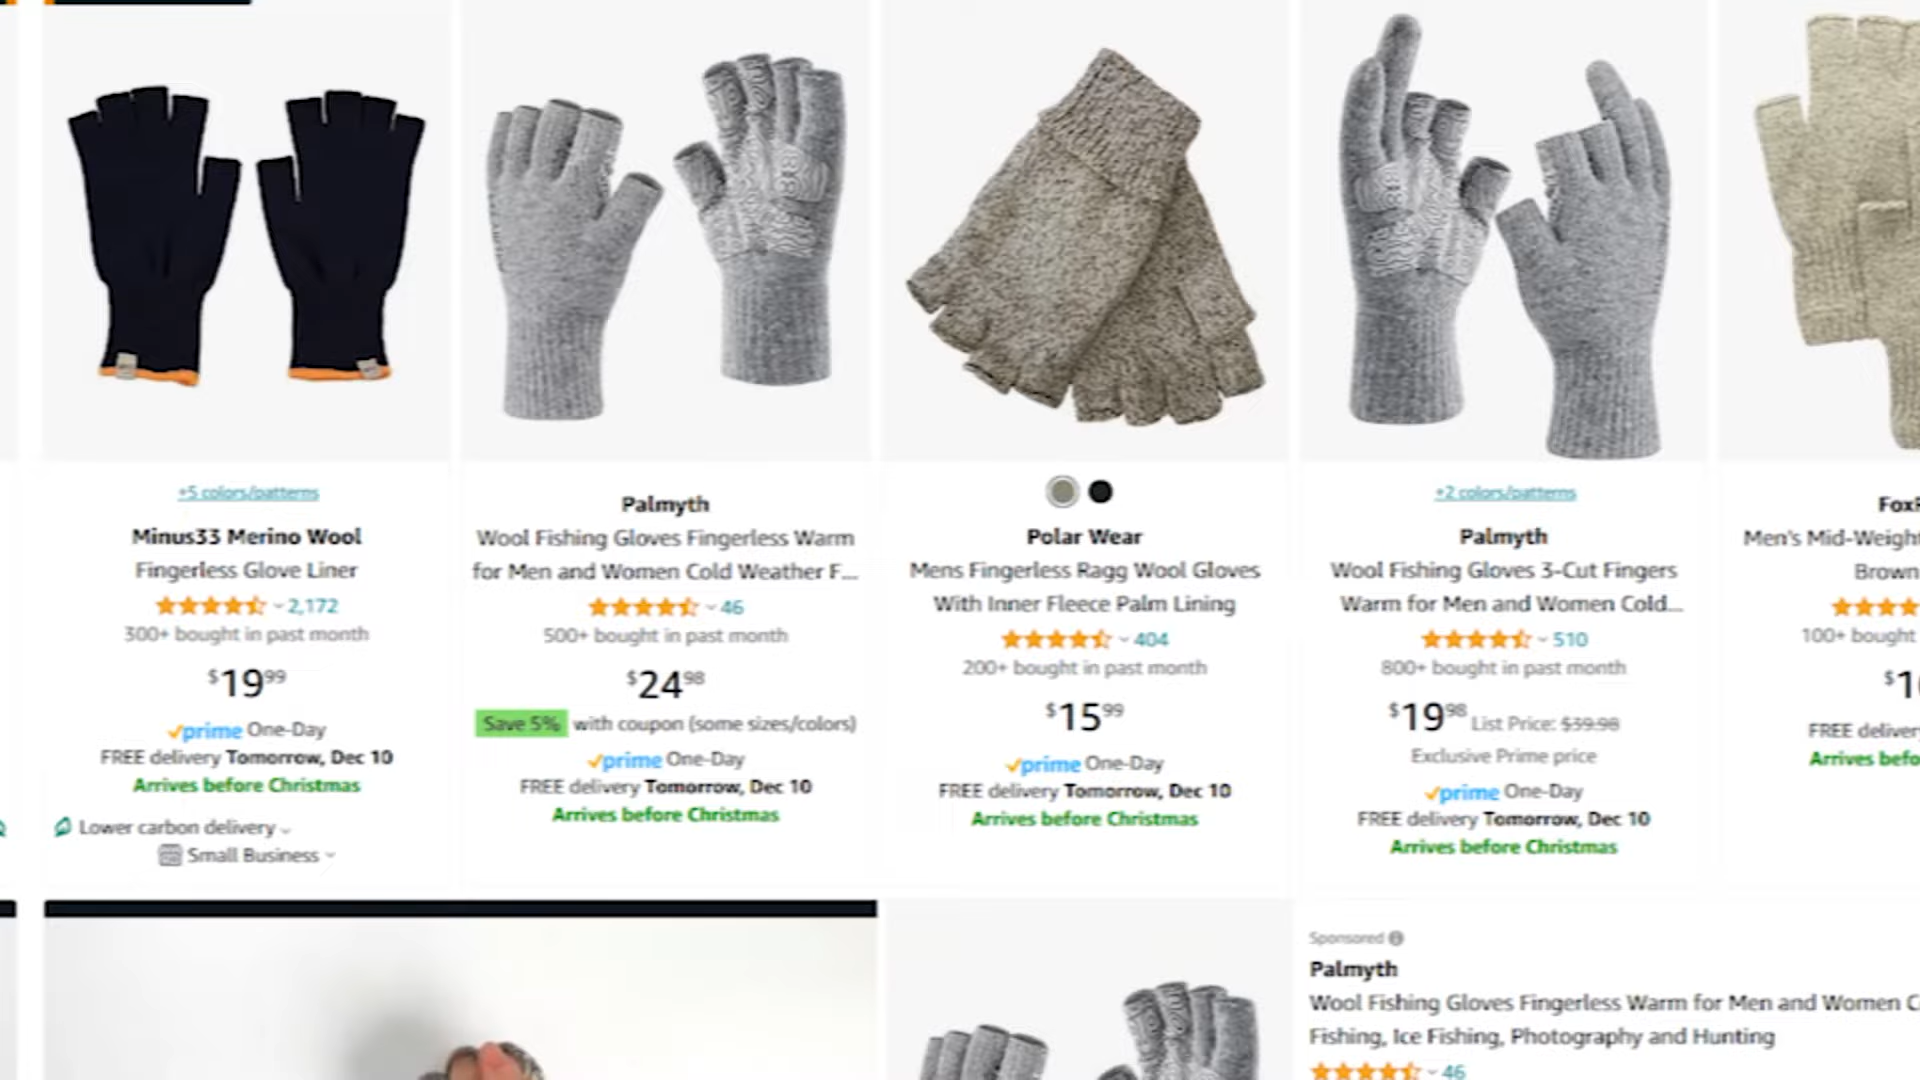 +5 colors/patterns
Minus33 Merino Wool
Fingerless Glove Liner
2,172
300+ bought in past month
$19.99
prime One-Day
FREE delivery Tomorrow, Dec 10
Arrives before Christmas
Lower carbon delivery
Small Business
Palmyth
Wool Fishing Gloves Fingerless Warm
for Men and Women Cold Weather F...
46
500+ bought in past month
$24.98
Save 5% with coupon (some sizes/colors)
prime One-Day
FREE delivery Tomorrow, Dec 10
Arrives before Christmas
Polar Wear
Mens Fingerless Ragg Wool Gloves
With Inner Fleece Palm Lining
404
200+ bought in past month
$15.99
prime One-Day
FREE delivery Tomorrow, Dec 10
Arrives before Christmas
+2 colors/patterns
Palmyth
Wool Fishing Gloves 3-Cut Fingers
Warm for Men and Women Cold...
510
800+ bought in past month
$19.98 List Price: $39.98
Exclusive Prime price
prime One-Day
FREE delivery Tomorrow, Dec 10
Arrives before Christmas
Men's Mid-Weight
Brown
100+ bought
FREE
Arrives
Sponsored
Palmyth
Wool Fishing Gloves Fingerless Warm for Men and Women
Fishing, Ice Fishing, Photography and Hunting
46